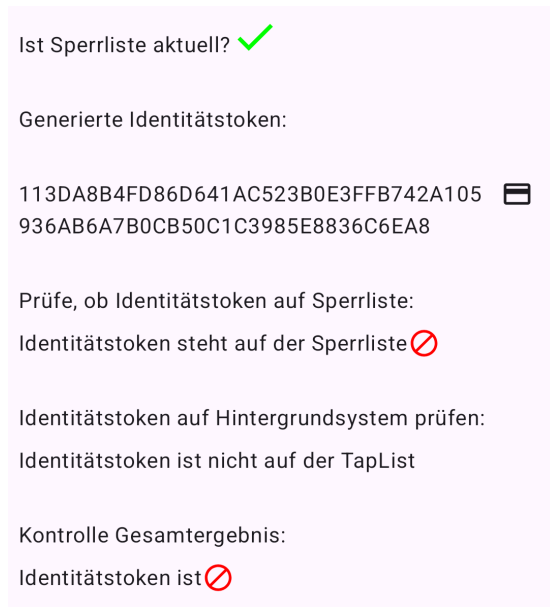 Ist Sperrliste aktuell?
Generierte Identitätstoken:
113DA8B4FD86D641AC523B0E3FFB742A105
936AB6A7B0CB50C1C3985E8836C6EA8
Prüfe, ob Identitätstoken auf Sperrliste:
Identitätstoken steht auf der Sperrliste
Identitätstoken auf Hintergrundsystem prüfen:
Identitätstoken ist nicht auf der TapList
Kontrolle Gesamtergebnis:
Identitätstoken ist